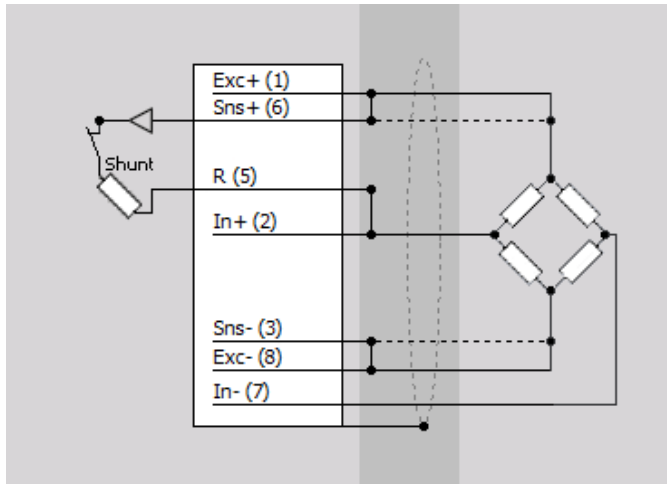 Exc+ (1)
Sns+ (6)
Shunt
R (5)
In+ (2)
Sns- (3)
Exc- (8)
In- (7)